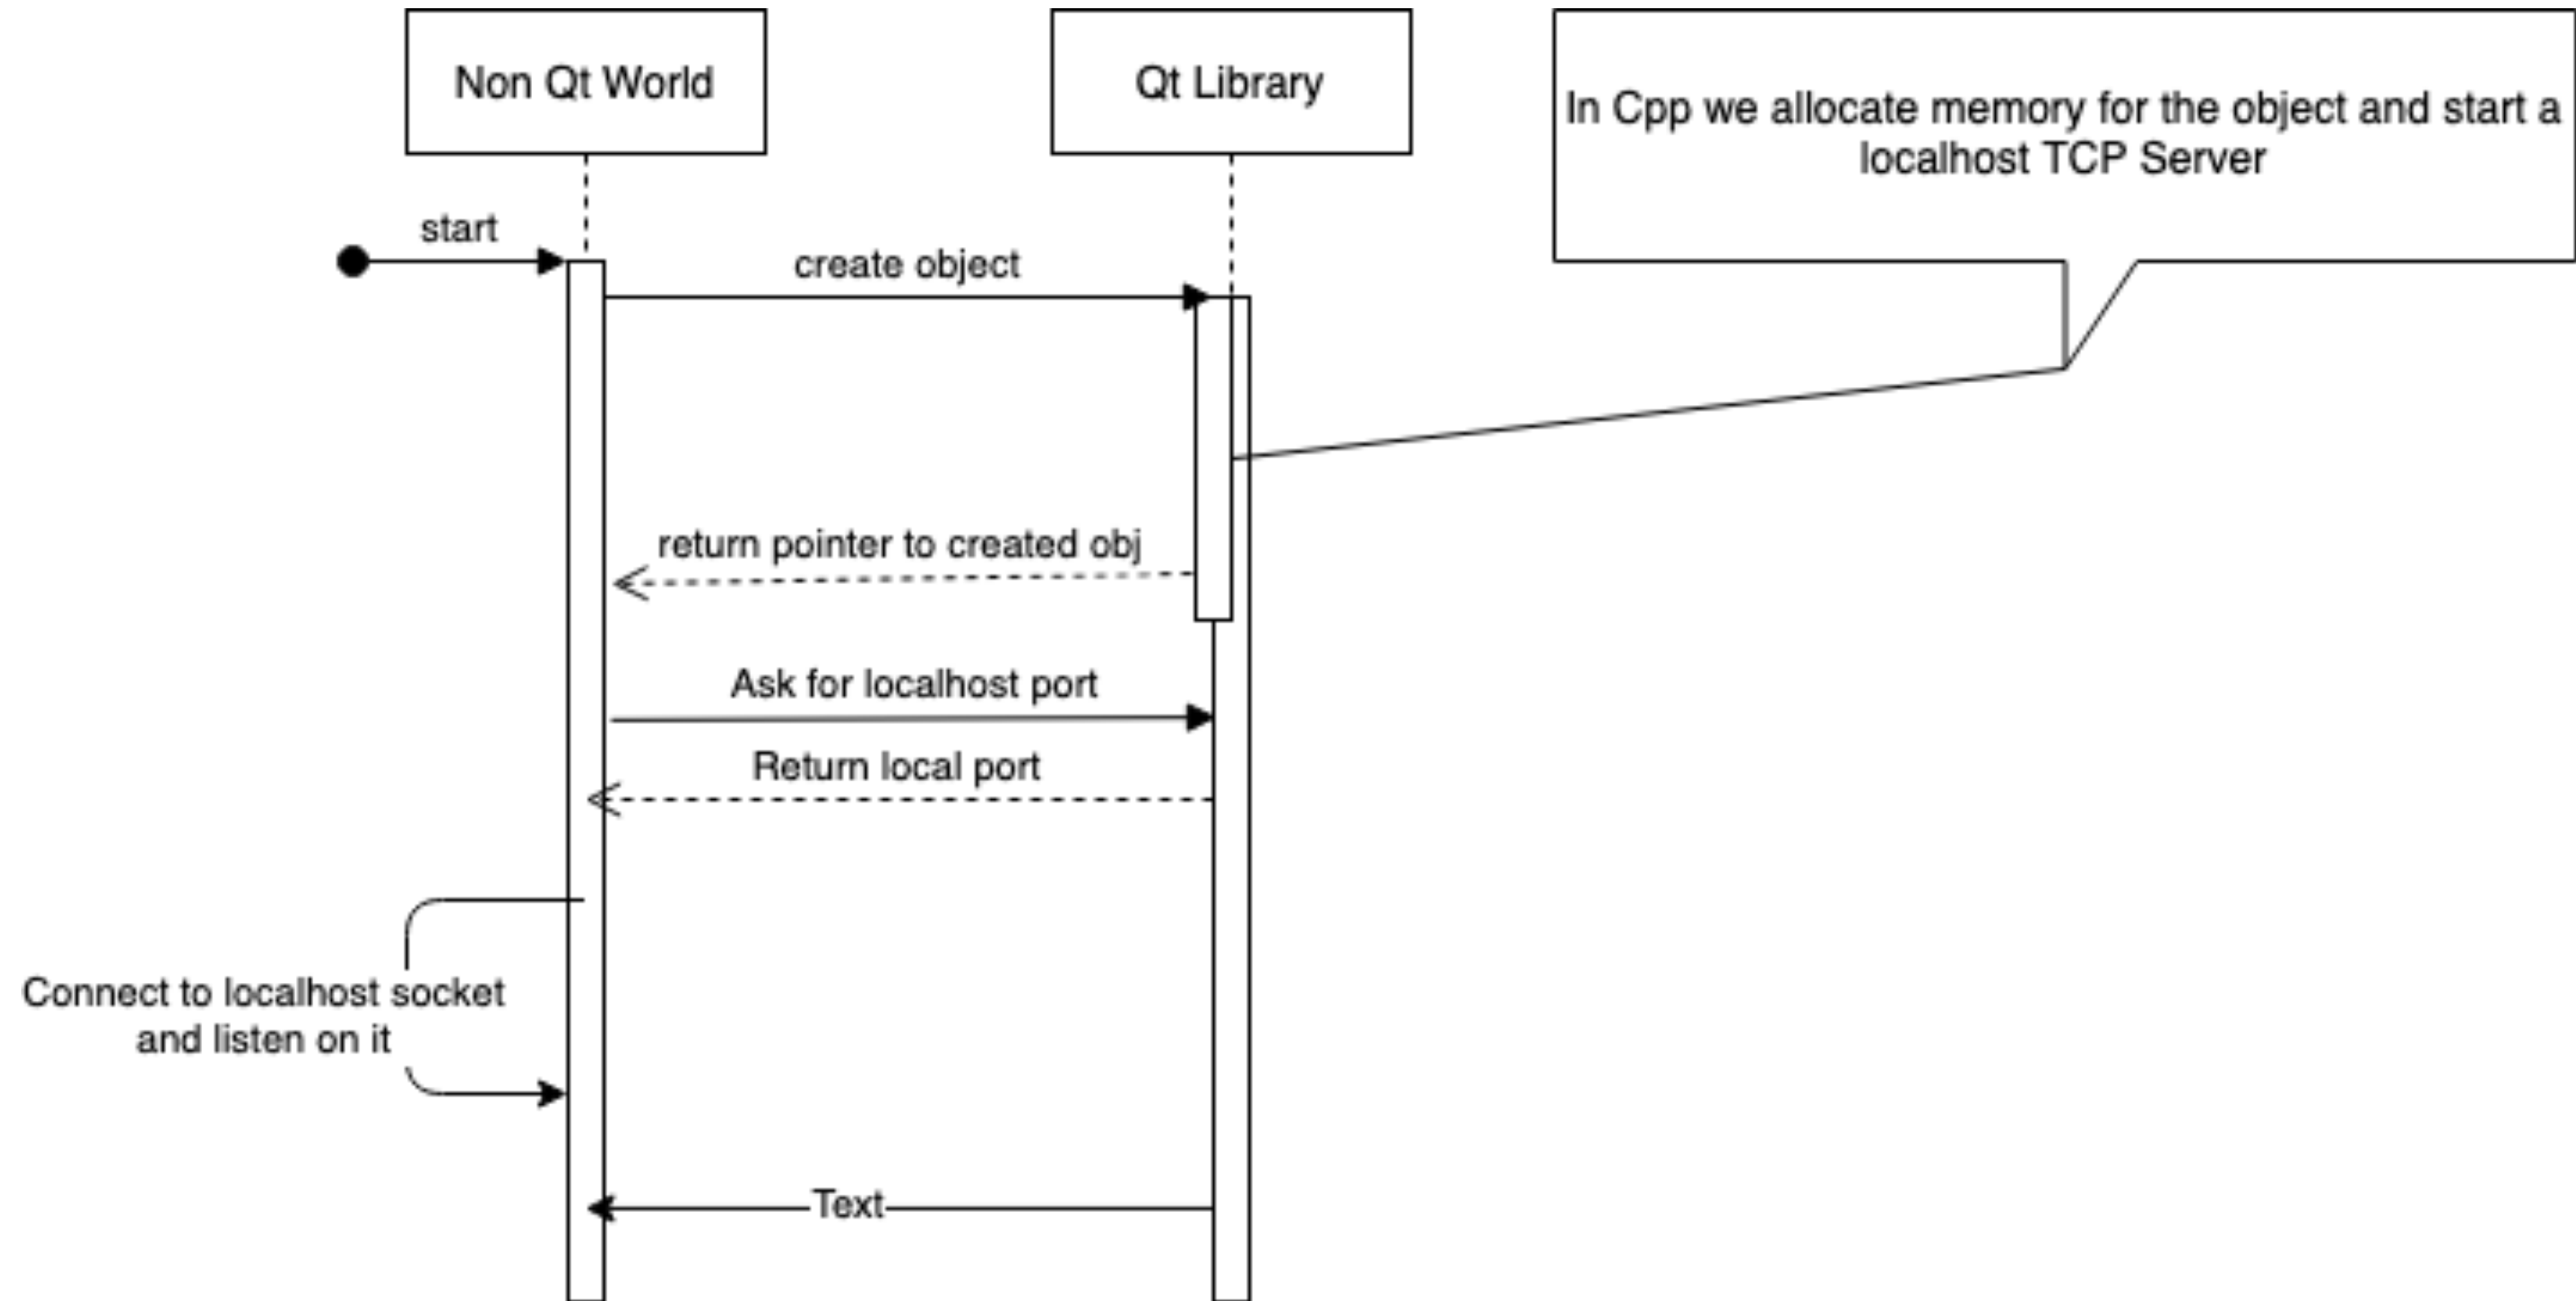 Non Qt World
Qt Library
In Cpp we allocate memory for the object and start a
localhost TCP Server
start
create object
return pointer to created obj
Ask for localhost port
Return local port
Connect to localhost socket
and listen on it
Text